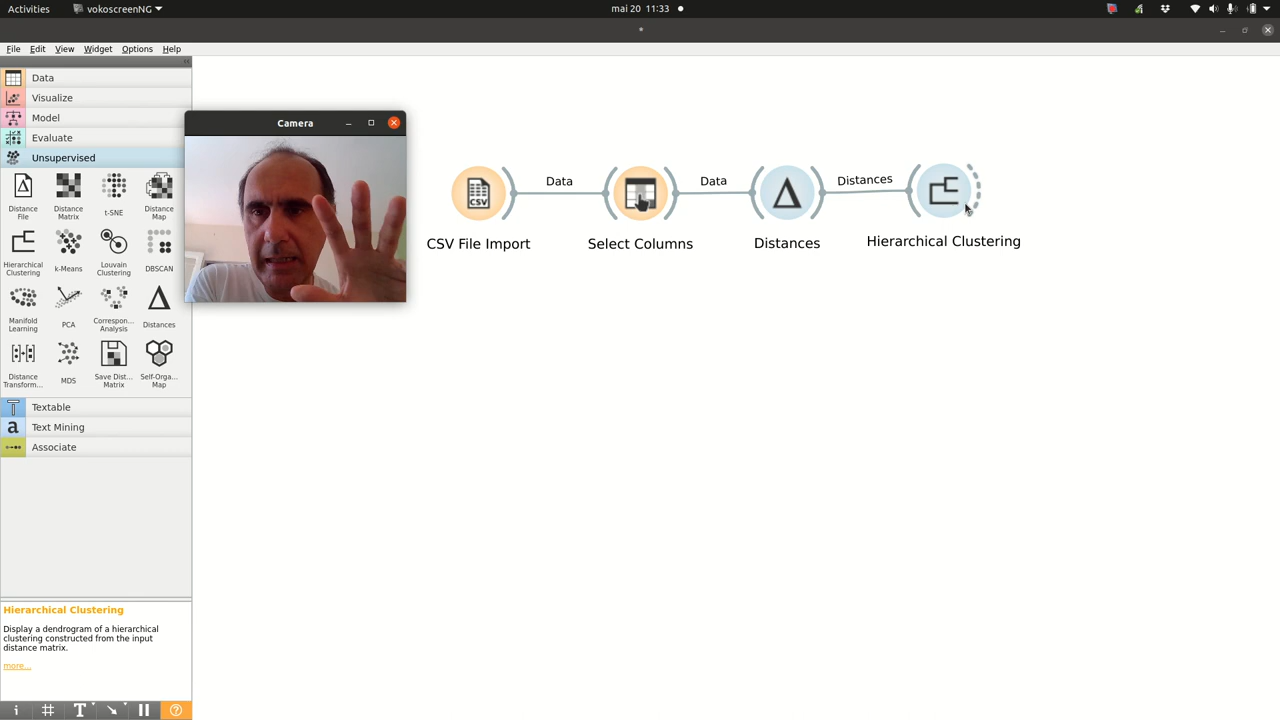 Activities
vokoscreenNG
mai 20 11:33
*
File Edit View Widget Options Help
Data
Visualize
Model
Evaluate
Unsupervised
Distance File
Distance Matrix
t-SNE
Distance Map
Hierarchical Clustering
k-Means
Louvain Clustering
DBSCAN
Manifold Learning
PCA
Correspon... Analysis
Distances
Distance Transform...
MDS
Save Dist... Matrix
Self-Orga... Map
Textable
Text Mining
Associate
Hierarchical Clustering
Display a dendrogram of a hierarchical
clustering constructed from the input
distance matrix.
more...
Camera
CSV
Data
Data
Distances
CSV File Import
Select Columns
Distances
Hierarchical Clustering